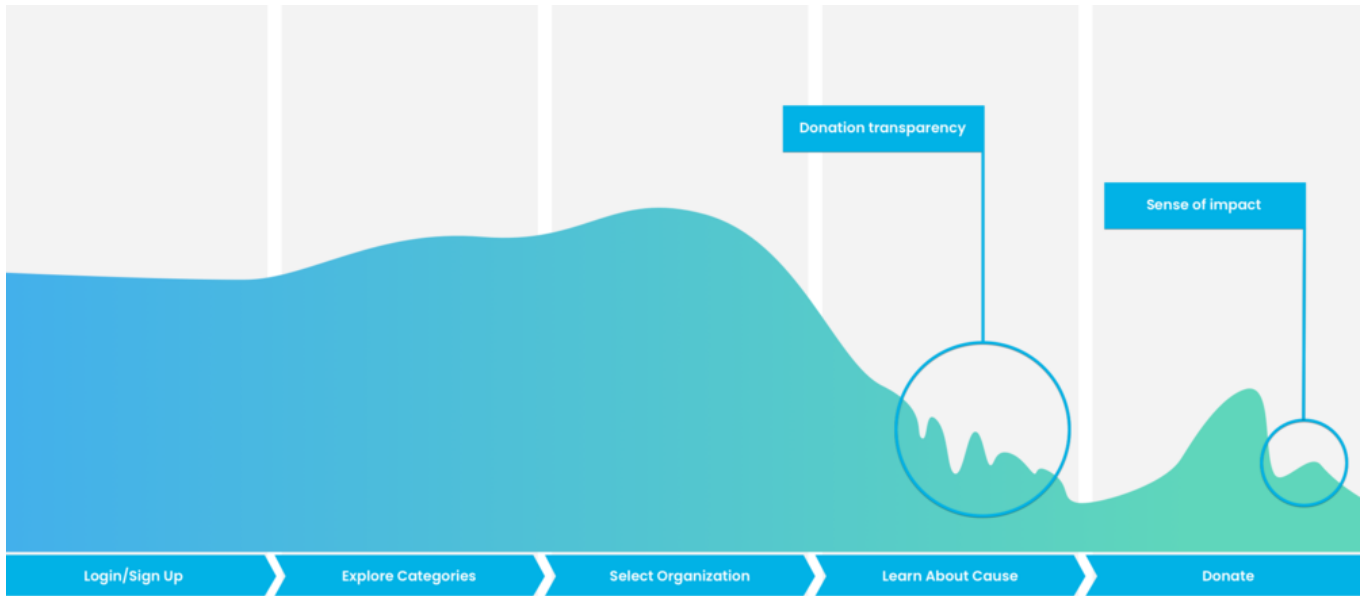 Donation transparency
Sense of impact
Login/Sign Up
Explore Categories
Select Organization
Learn About Cause
Donate